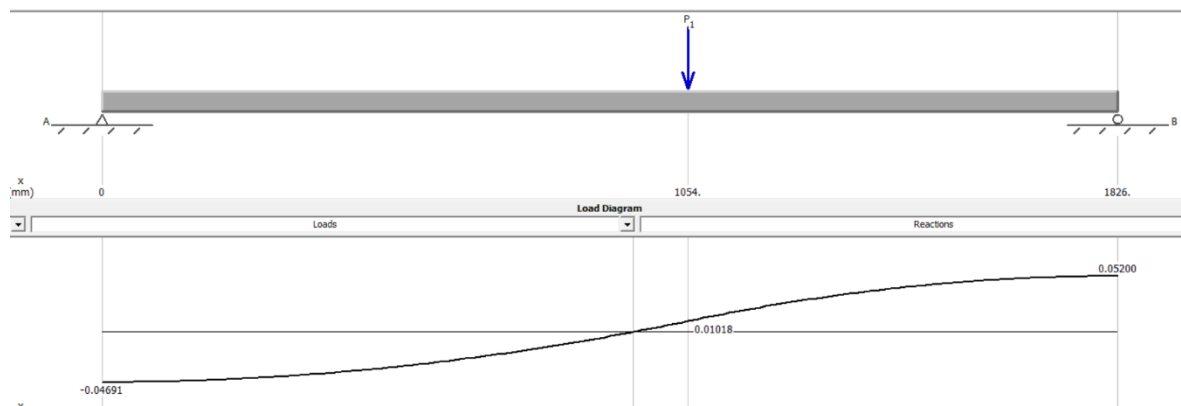 P1
A
B
x
(mm)
0
1054.
1826.
Load Diagram
Loads
Reactions
0.05200
0.01018
-0.04691
x